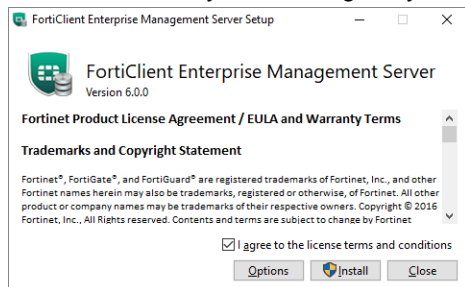 FortiClient Enterprise Management Server Setup
FortiClient Enterprise Management Server
Version 6.0.0
Fortinet Product License Agreement / EULA and Warranty Terms
Trademarks and Copyright Statement
Fortinet®, FortiGate®, and FortiGuard® are registered trademarks of Fortinet, Inc., and other
Fortinet names herein may also be trademarks, registered or otherwise, of Fortinet. All other
product or company names may be trademarks of their respective owners. Copyright © 2016
Fortinet, Inc., All Rights reserved. Contents and terms are subject to change by Fortinet
I agree to the license terms and conditions
Options Install Close